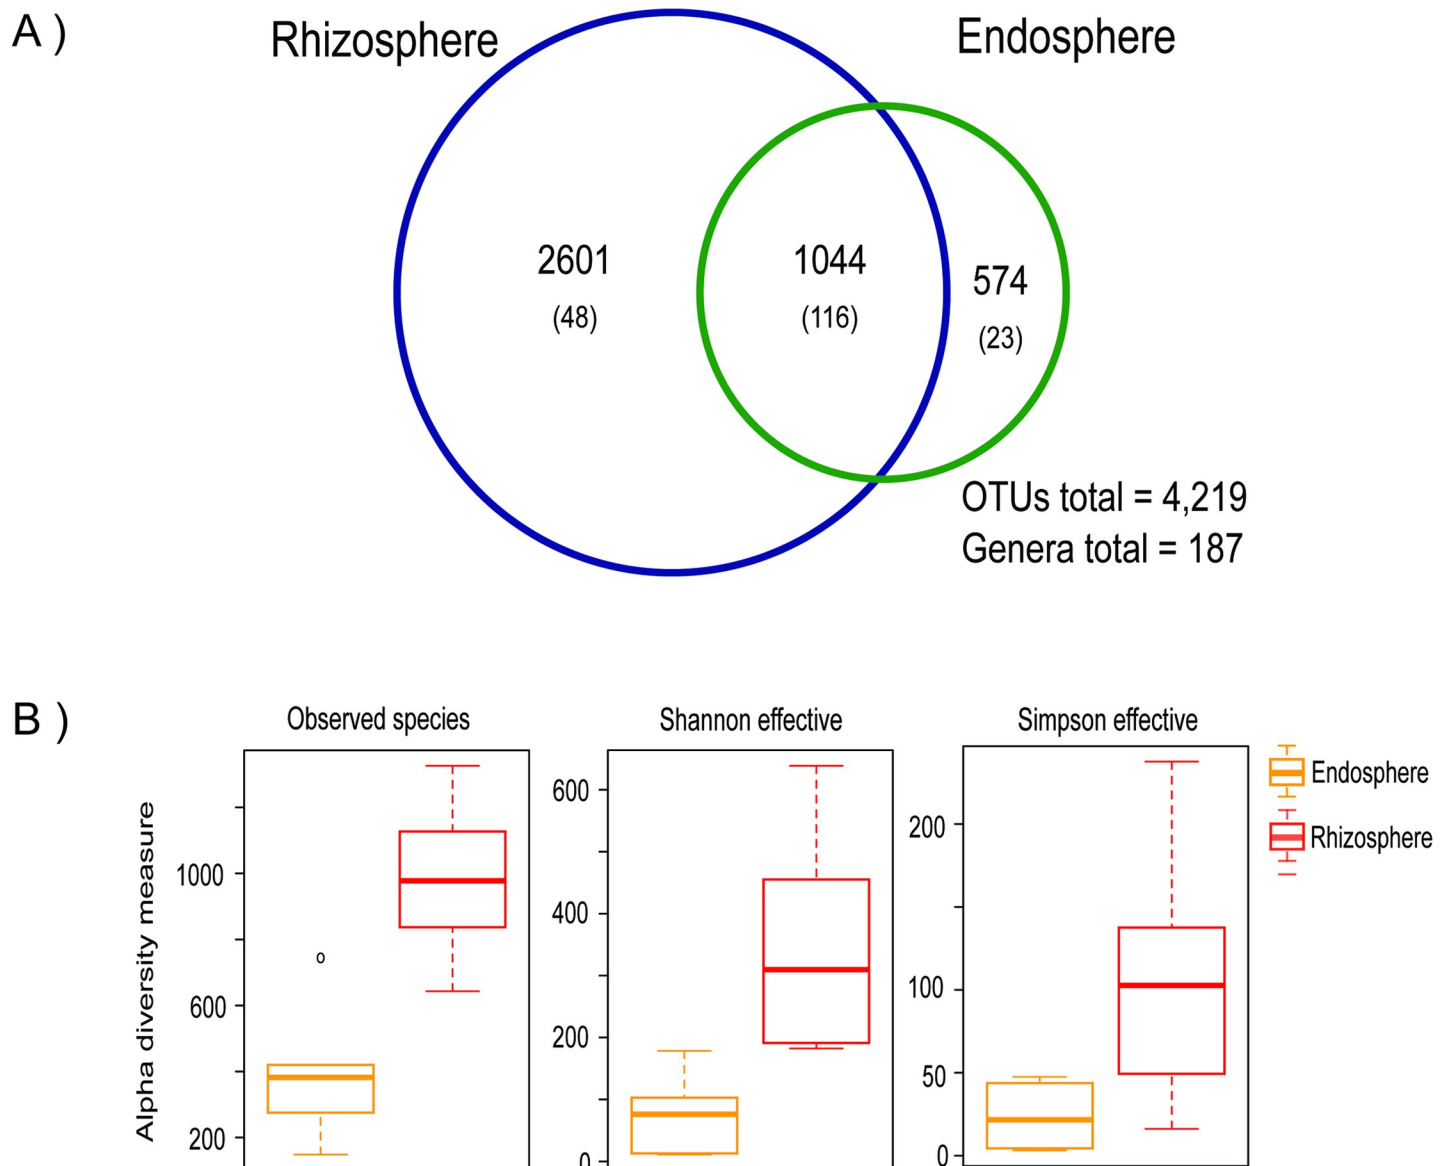 A )
Rhizosphere
Endosphere
2601
1044
574
(48)
(116)
(23)
OTUs total = 4,219
Genera total = 187
B )
Observed species
Shannon effective
Simpson effective
Alpha diversity measure
1000
600
200
600
400
200
0
200
100
50
0
Endosphere
Rhizosphere